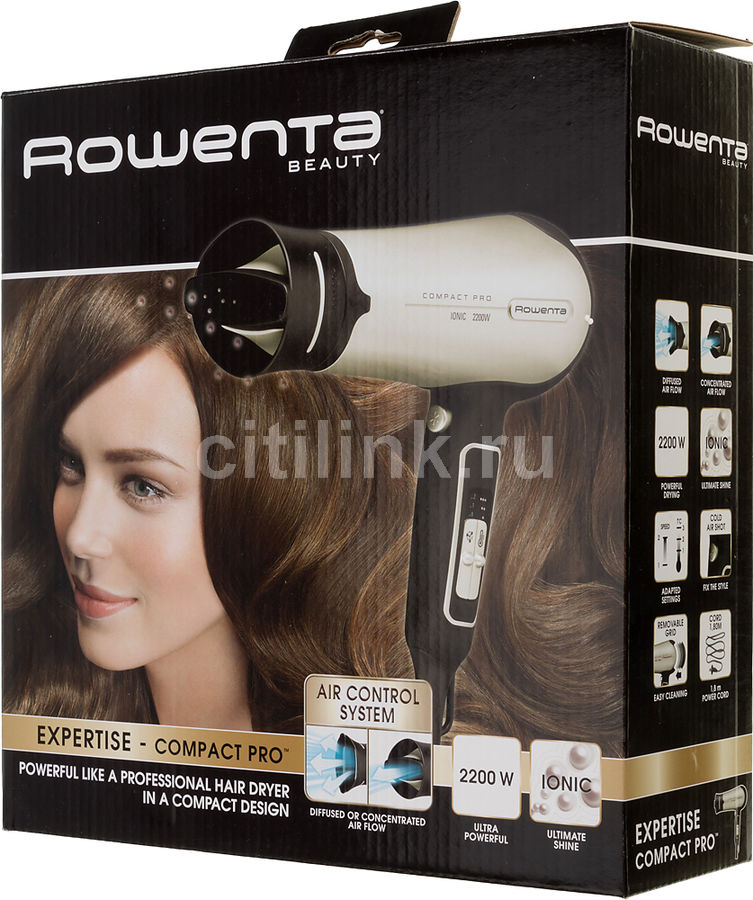 Rowenta
BEAUTY
COMPACT PRO
IONIC 2200W
Rowenta
citilink.ru
AIR CONTROL
SYSTEM
DIFFUSED OR CONCENTRATED
AIR FLOW
EXPERTISE - COMPACT PRO™
POWERFUL LIKE A PROFESSIONAL HAIR DRYER
IN A COMPACT DESIGN
2200 W
ULTRA
POWERFUL
IONIC
ULTIMATE
SHINE
Rowenta
BEAUTY
DIFFUSED
AIR FLOW
CONCENTRATED
AIR FLOW
2200 W
POWERFUL
DRYING
IONIC
ULTIMATE SHINE
SPEED T°C
ADAPTED
SETTINGS
COLD
AIR SHOT
FIX THE STYLE
REMOVABLE
GRID
EASY CLEANING
CORD
1,80M
1,8 m
POWER CORD
EXPERTISE
COMPACT PRO™